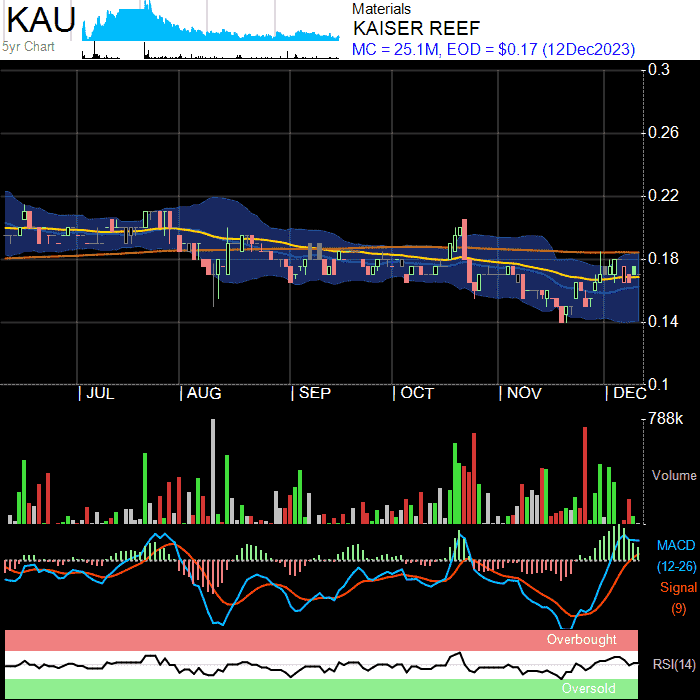 KAU
5yr Chart
Materials
KAISER REEF
MC = 25.1M, EOD = $0.17 (12Dec2023)
0.3
0.26
0.22
0.18
0.14
0.1
| JUL | AUG | SEP | OCT | NOV | DEC
788k
Volume
MACD
(12-26)
Signal
(9)
Overbought
RSI(14)
Oversold